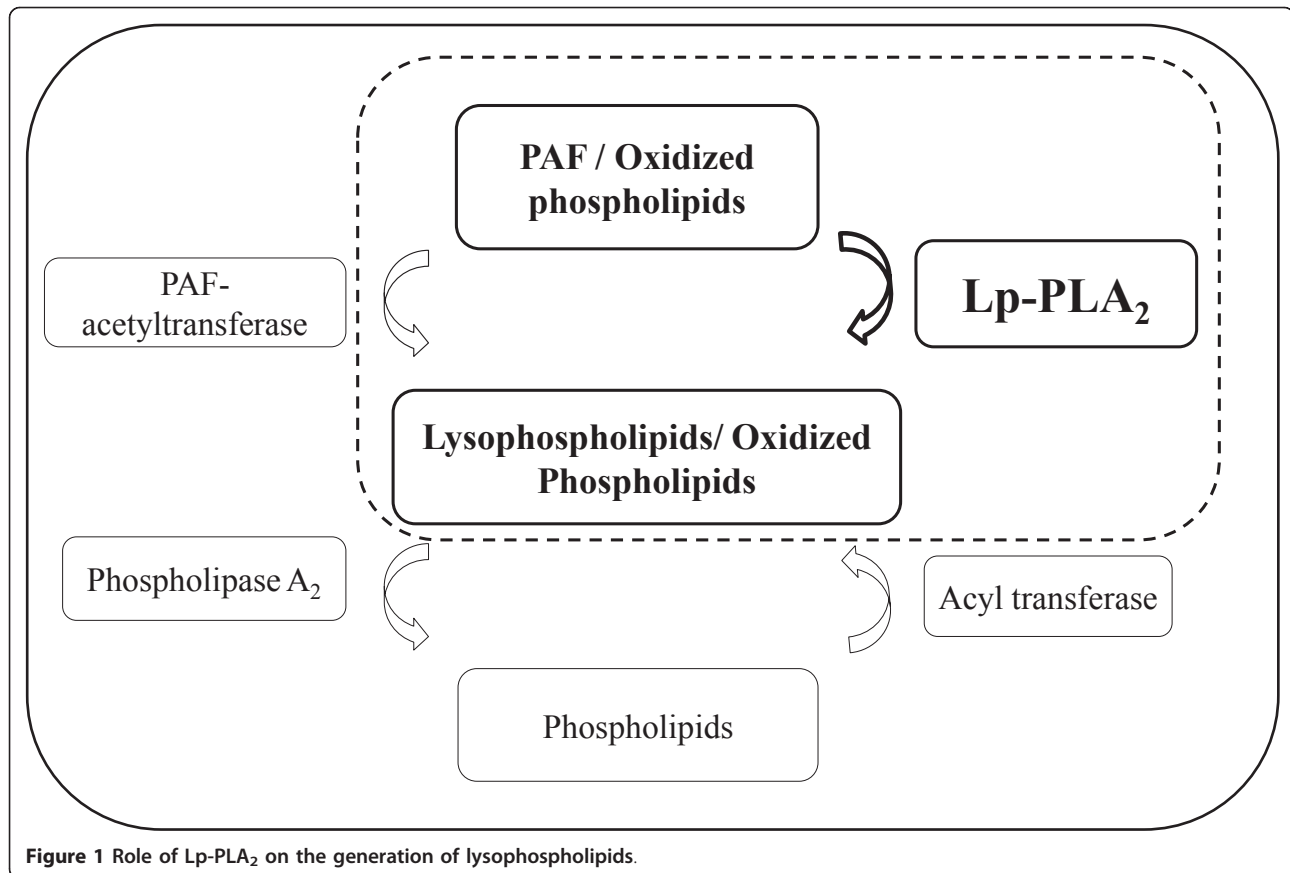 PAF / Oxidized
phospholipids
PAF-
acetyltransferase
Lp-PLA₂
Lysophospholipids/ Oxidized
Phospholipids
Phospholipase A₂
Acyl transferase
Phospholipids
Figure 1 Role of Lp-PLA₂ on the generation of lysophospholipids.